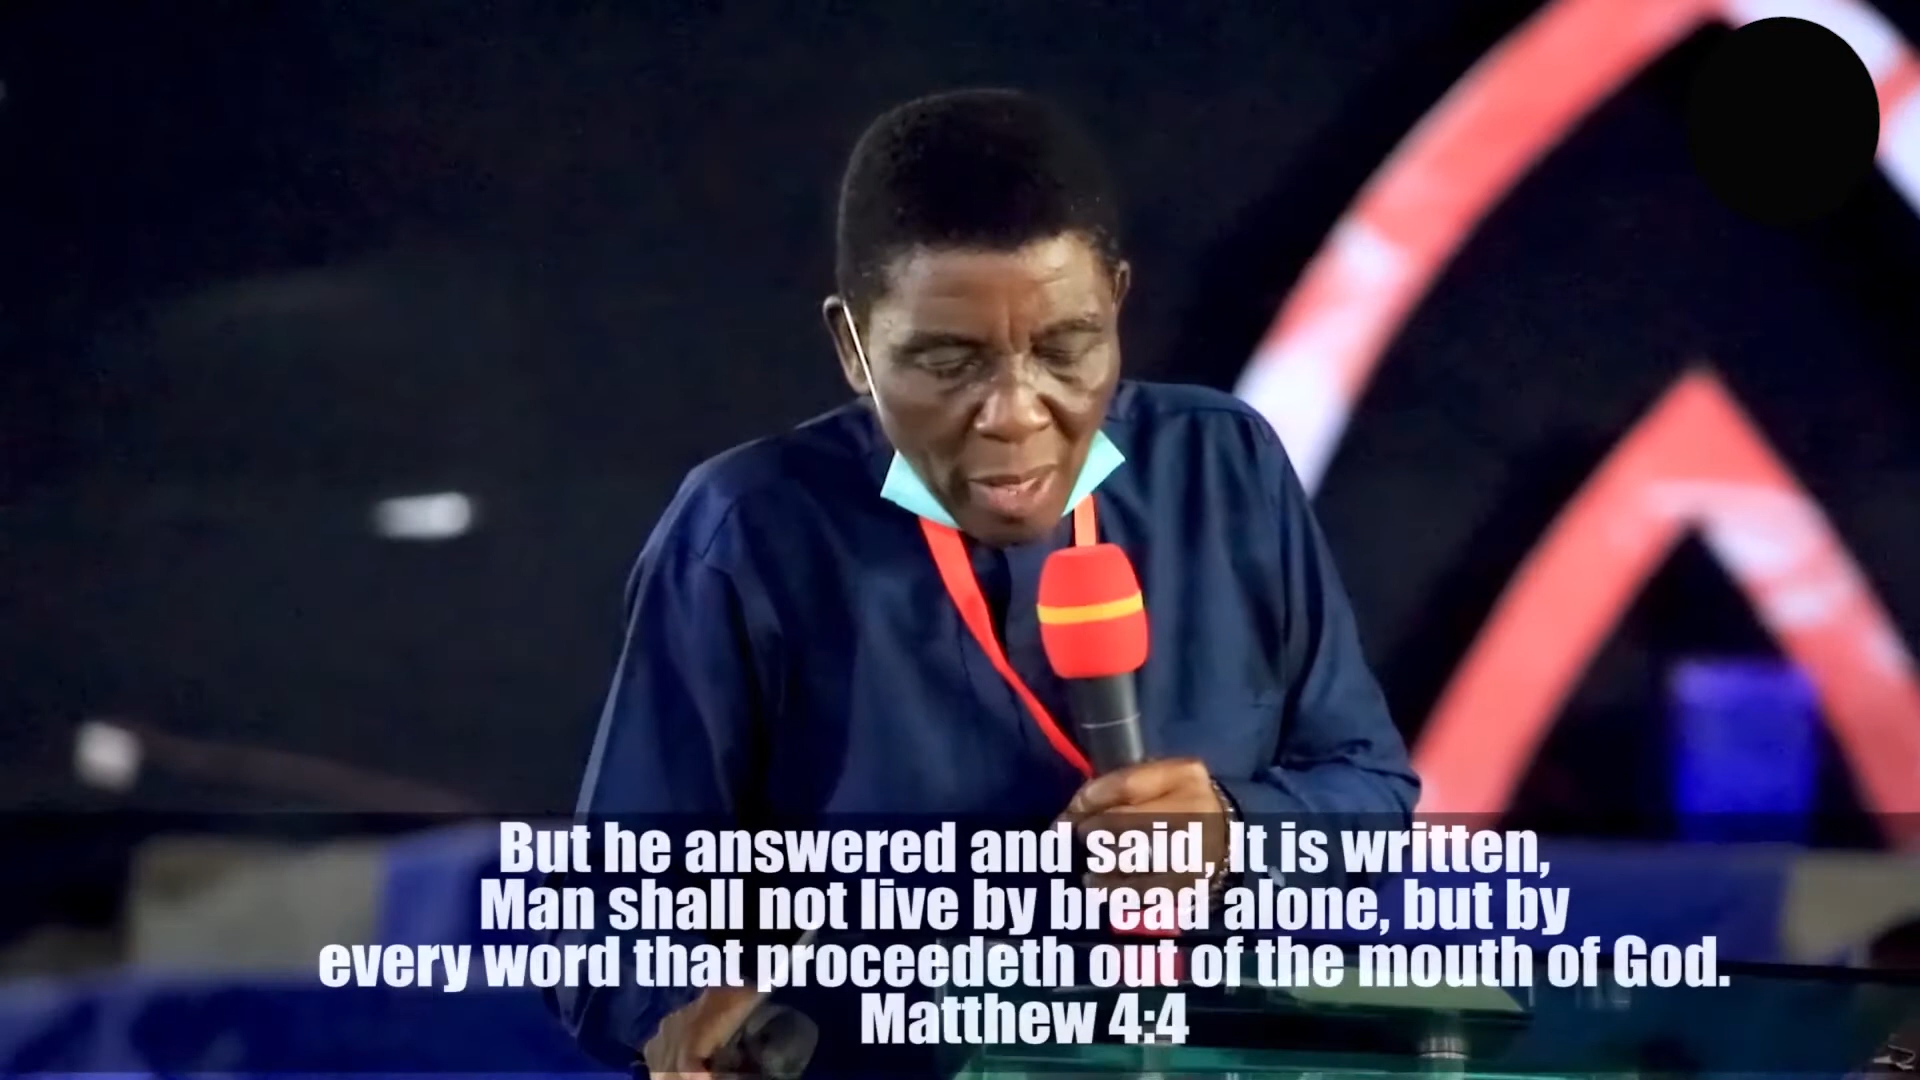 But he answered and said, It is written,
Man shall not live by bread alone, but by
every word that proceedeth out of the mouth of God.
Matthew 4:4